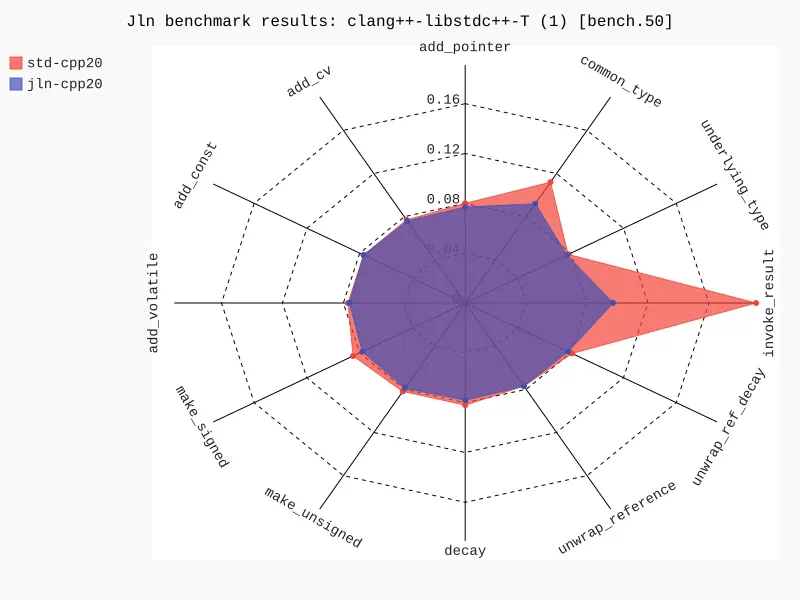 Jln benchmark results: clang++-libstdc++-T (1) [bench.50]
std-cpp20
jln-cpp20
add_pointer
common_type
underlying_type
invoke_result
unwrap_ref_decay
unwrap_reference
decay
make_unsigned
make_signed
add_volatile
add_const
add_cv
0.16
0.12
0.08
0.04
0